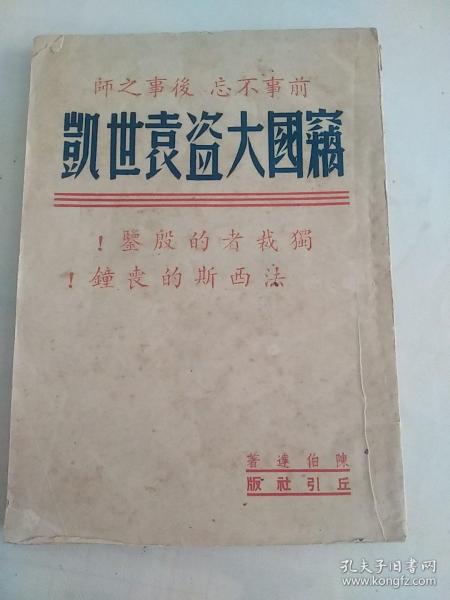 前事不忘 後事之師
竊國大盗袁世凱
獨裁者的殷鑒！
法西斯的喪鐘！
陳伯達著
丘引社版
孔夫子旧书网
www.kongfz.com